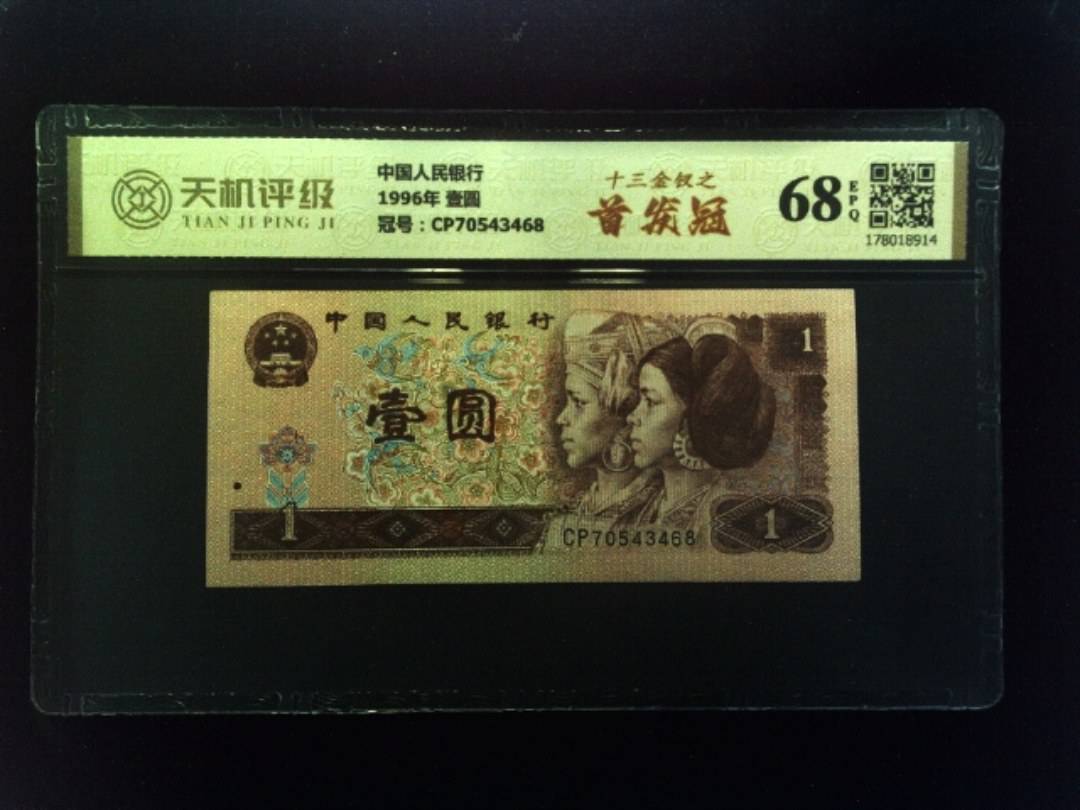 天机评级
TIAN JI PING JI
中国人民银行
1996年 壹圆
冠号：CP70543468
十三金钗之
首发冠
68
EPQ
178018914
中国人民銀行
1
壹圆
1
CP70543468
1